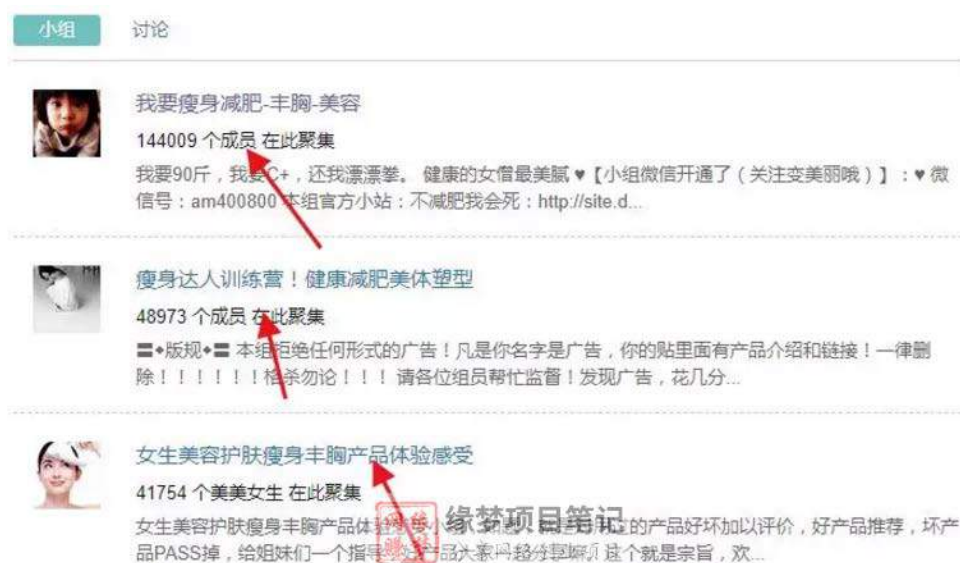 小组 讨论
我要瘦身减肥-丰胸-美容
144009 个成员 在此聚集
我要90斤，我要C+，还我漂漂拳。 健康的女僧最美腻 ♥【小组微信开通了（关注变美丽哦）】：♥ 微
信号：am400800 本组官方小站：不减肥我会死：http://site.d...
瘦身达人训练营！健康减肥美体塑型
48973 个成员 在此聚集
〓◆版规◆〓 本组拒绝任何形式的广告！凡是你名字是广告，你的贴里面有产品介绍和链接！一律删
除！！！！！！格杀勿论！！！ 请各位组员帮忙监督！发现广告，花几分...
女生美容护肤瘦身丰胸产品体验感受
41754 个美美女生 在此聚集
女生美容护肤瘦身丰胸产品体验 过的产品好坏加以评价，好产品推荐，坏产
缘梦项目笔记
品PASS掉，给姐妹们一个指导 产品大家一起分享嘛，这个就是宗旨，欢...